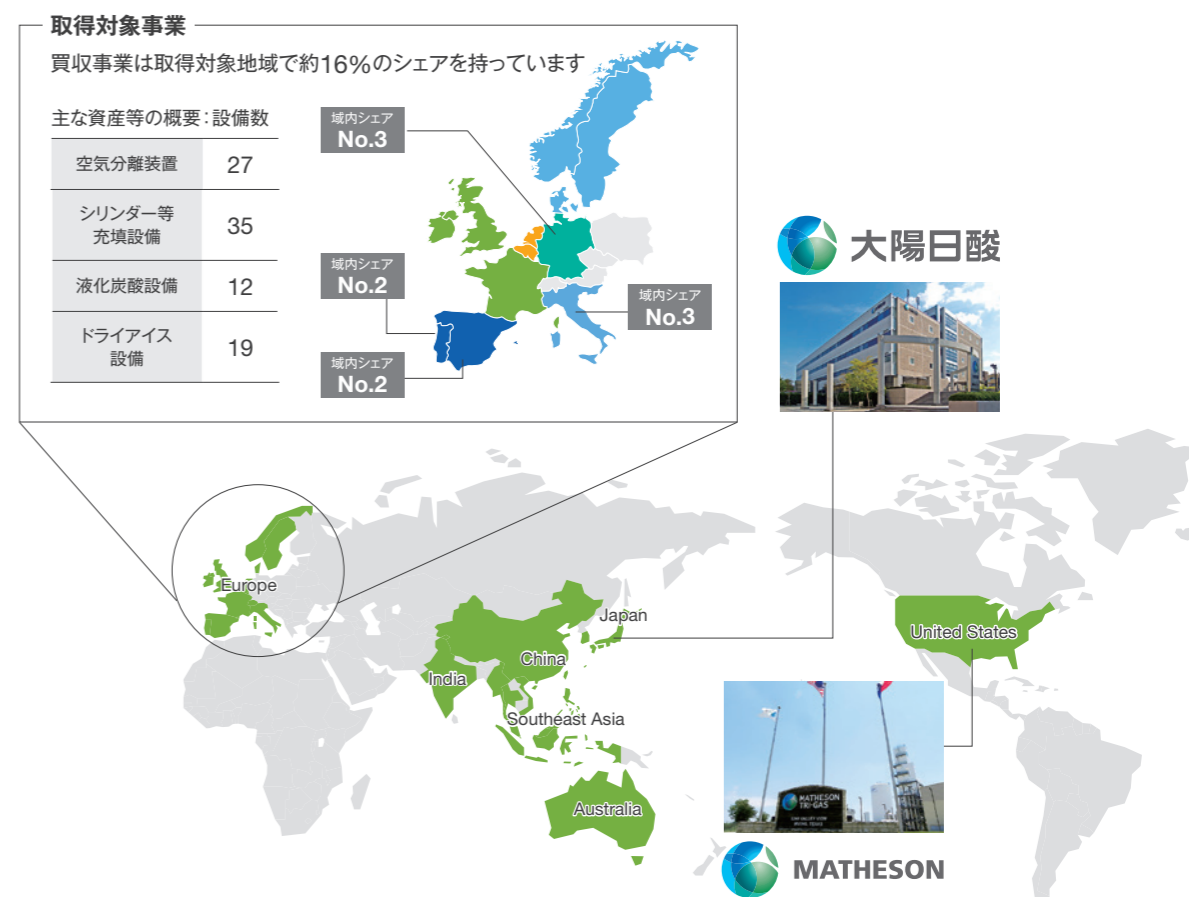 取得対象事業
買収事業は取得対象地域で約16%のシェアを持っています
主な資産等の概要：設備数
空気分離装置 27
シリンダー等
充填設備 35
液化炭酸設備 12
ドライアイス
設備 19
域内シェア
No.3
域内シェア
No.2
域内シェア
No.3
域内シェア
No.2
大陽日酸
Europe
Japan
China
India
Southeast Asia
Australia
United States
MATHESON
TRI-GAS
MATHESON